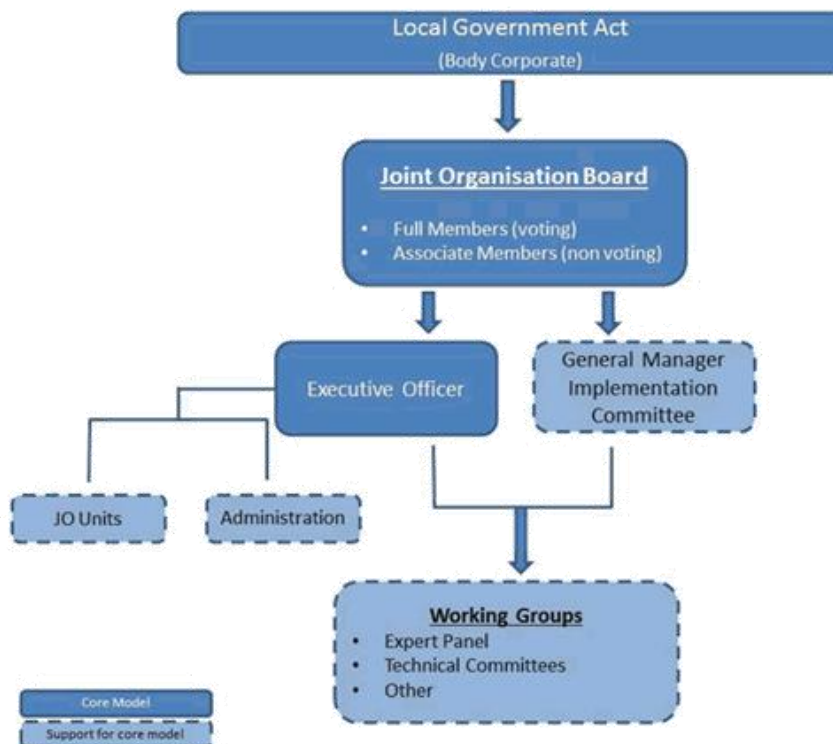 Local Government Act
(Body Corporate)
Joint Organisation Board
• Full Members (voting)
• Associate Members (non voting)
Executive Officer
General Manager
Implementation
Committee
JO Units
Administration
Working Groups
• Expert Panel
• Technical Committees
• Other
Core Model
Support for core model